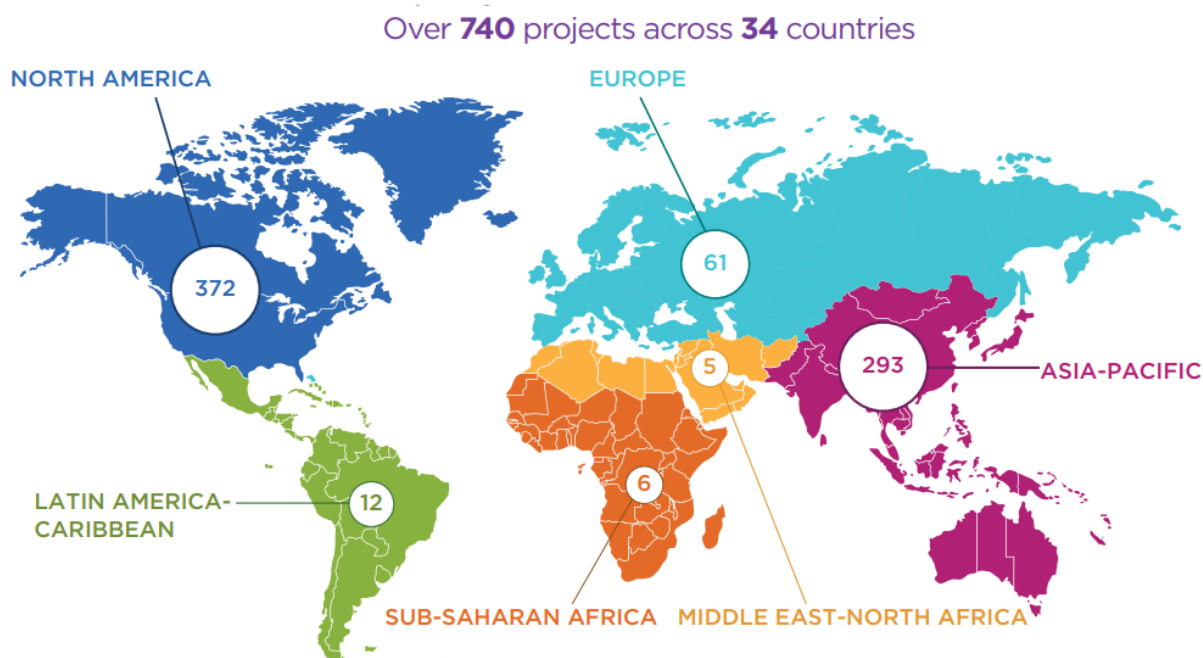 Over 740 projects across 34 countries
NORTH AMERICA
EUROPE
372
61
5
293
ASIA-PACIFIC
LATIN AMERICA-
CARIBBEAN
12
6
SUB-SAHARAN AFRICA
MIDDLE EAST-NORTH AFRICA